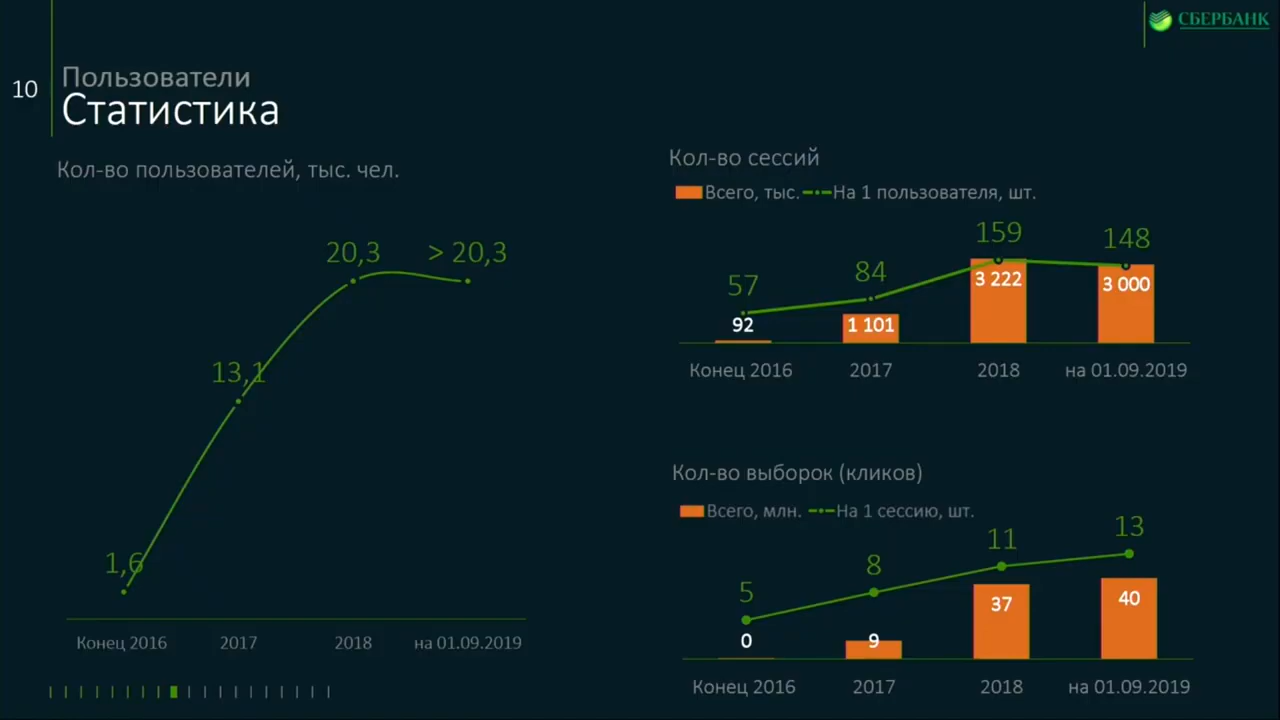 СБЕРБАНК
10
Пользователи
Статистика
Кол-во пользователей, тыс. чел.
20,3
> 20,3
13,1
1,6
Конец 2016 2017 2018 на 01.09.2019
Кол-во сессий
Всего, тыс. На 1 пользователя, шт.
57 84 159 148
92 1 101 3 222 3 000
Конец 2016 2017 2018 на 01.09.2019
Кол-во выборок (кликов)
Всего, млн. На 1 сессию, шт.
5 8 11 13
0 9 37 40
Конец 2016 2017 2018 на 01.09.2019